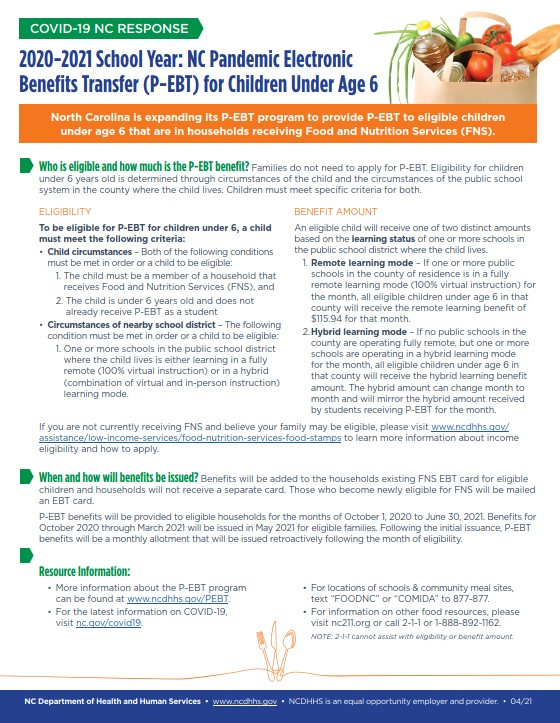 COVID-19 NC RESPONSE
2020-2021 School Year: NC Pandemic Electronic
Benefits Transfer (P-EBT) for Children Under Age 6
North Carolina is expanding its P-EBT program to provide P-EBT to eligible children
under age 6 that are in households receiving Food and Nutrition Services (FNS).
Who is eligible and how much is the P-EBT benefit? Families do not need to apply for P-EBT. Eligibility for children
under 6 years old is determined through circumstances of the child and the circumstances of the public school
system in the county where the child lives. Children must meet specific criteria for both.
ELIGIBILITY
To be eligible for P-EBT for children under 6, a child
must meet the following criteria:
• Child circumstances – Both of the following conditions
must be met in order or a child to be eligible:
1. The child must be a member of a household that
receives Food and Nutrition Services (FNS), and
2. The child is under 6 years old and does not
already receive P-EBT as a student
• Circumstances of nearby school district – The following
condition must be met in order or a child to be eligible:
1. One or more schools in the public school district
where the child lives is either learning in a fully
remote (100% virtual instruction) or in a hybrid
(combination of virtual and in-person instruction)
learning mode.
BENEFIT AMOUNT
An eligible child will receive one of two distinct amounts
based on the learning status of one or more schools in
the public school district where the child lives.
1. Remote learning mode – If one or more public
schools in the county of residence is in a fully
remote learning mode (100% virtual instruction) for
the month, all eligible children under age 6 in that
county will receive the remote learning benefit of
$115.94 for that month.
2. Hybrid learning mode – If no public schools in the
county are operating fully remote, but one or more
schools are operating in a hybrid learning mode
for the month, all eligible children under age 6 in
that county will receive the hybrid learning benefit
amount. The hybrid amount can change month to
month and will mirror the hybrid amount received
by students receiving P-EBT for the month.
If you are not currently receiving FNS and believe your family may be eligible, please visit www.ncdhhs.gov/
assistance/low-income-services/food-nutrition-services-food-stamps to learn more information about income
eligibility and how to apply.
When and how will benefits be issued? Benefits will be added to the households existing FNS EBT card for eligible
children and households will not receive a separate card. Those who become newly eligible for FNS will be mailed
an EBT card.
P-EBT benefits will be provided to eligible households for the months of October 1, 2020 to June 30, 2021. Benefits for
October 2020 through March 2021 will be issued in May 2021 for eligible families. Following the initial issuance, P-EBT
benefits will be a monthly allotment that will be issued retroactively following the month of eligibility.
Resource Information:
• More information about the P-EBT program
can be found at www.ncdhhs.gov/PEBT.
• For the latest information on COVID-19,
visit nc.gov/covid19.
• For locations of schools & community meal sites,
text “FOODNC” or “COMIDA” to 877-877.
• For information on other food resources, please
visit nc211.org or call 2-1-1 or 1-888-892-1162.
NOTE: 2-1-1 cannot assist with eligibility or benefit amount.
NC Department of Health and Human Services • www.ncdhhs.gov • NCDHHS is an equal opportunity employer and provider. • 04/21